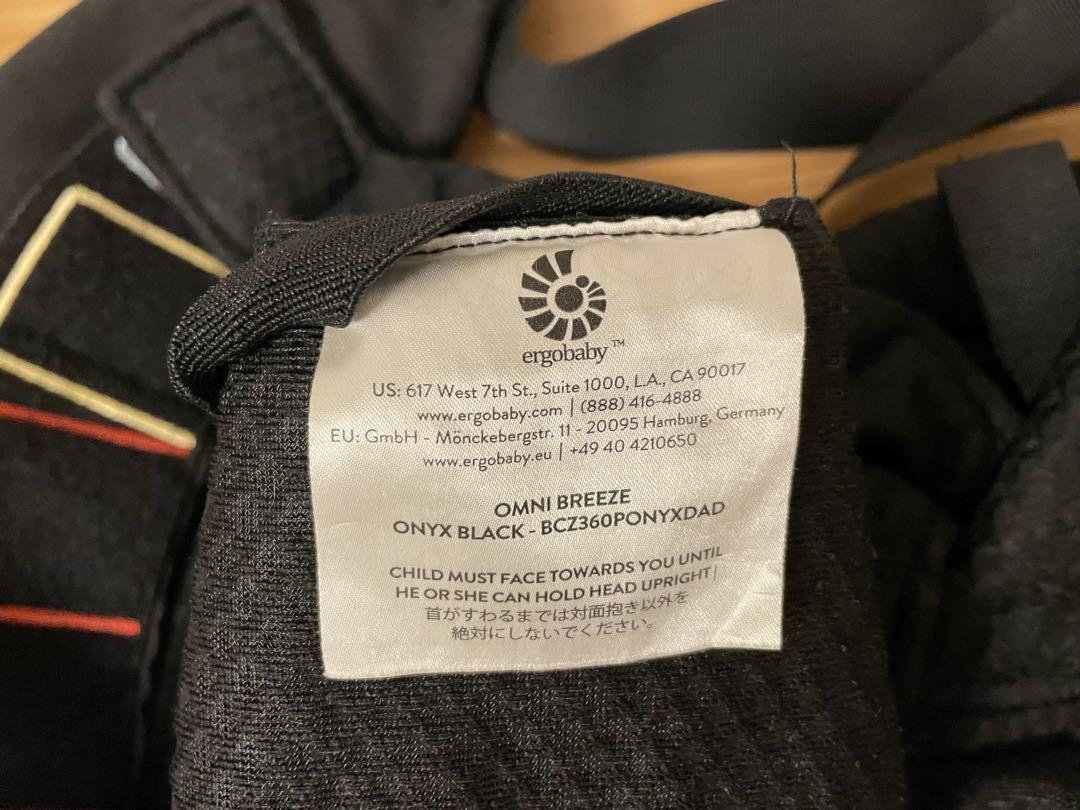 ergobaby™
US: 617 West 7th St., Suite 1000, L.A., CA 90017
www.ergobaby.com | (888) 416-4888
EU: GmbH - Mönckebergstr. 11 - 20095 Hamburg, Germany
www.ergobaby.eu | +49 40 4210650
OMNI BREEZE
ONYX BLACK - BCZ360PONYXDAD
CHILD MUST FACE TOWARDS YOU UNTIL
HE OR SHE CAN HOLD HEAD UPRIGHT|
首がすわるまでは対面抱き以外を
絶対にしないでください。